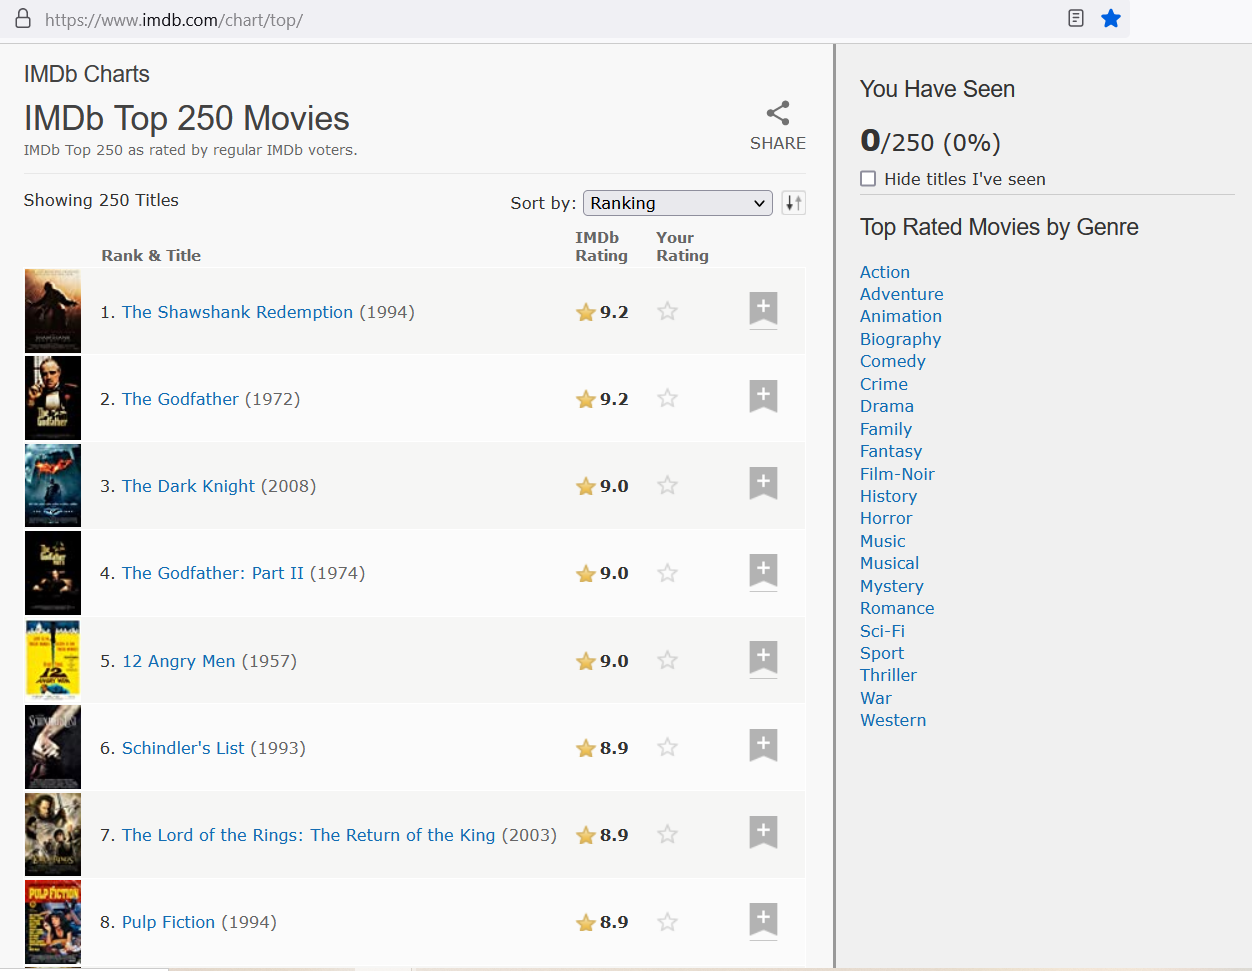 https://www.imdb.com/chart/top/
IMDb Charts
IMDb Top 250 Movies
IMDb Top 250 as rated by regular IMDb voters.
SHARE
Showing 250 Titles
Sort by: Ranking
Rank & Title
IMDb Rating
Your Rating
1. The Shawshank Redemption (1994) 9.2
The Godfather
2. The Godfather (1972) 9.2
3. The Dark Knight (2008) 9.0
4. The Godfather: Part II (1974) 9.0
12
ANGRY MEN
5. 12 Angry Men (1957) 9.0
6. Schindler's List (1993) 8.9
7. The Lord of the Rings: The Return of the King (2003) 8.9
PULP FICTION
8. Pulp Fiction (1994) 8.9
You Have Seen
0/250 (0%)
Hide titles I've seen
Top Rated Movies by Genre
Action
Adventure
Animation
Biography
Comedy
Crime
Drama
Family
Fantasy
Film-Noir
History
Horror
Music
Musical
Mystery
Romance
Sci-Fi
Sport
Thriller
War
Western